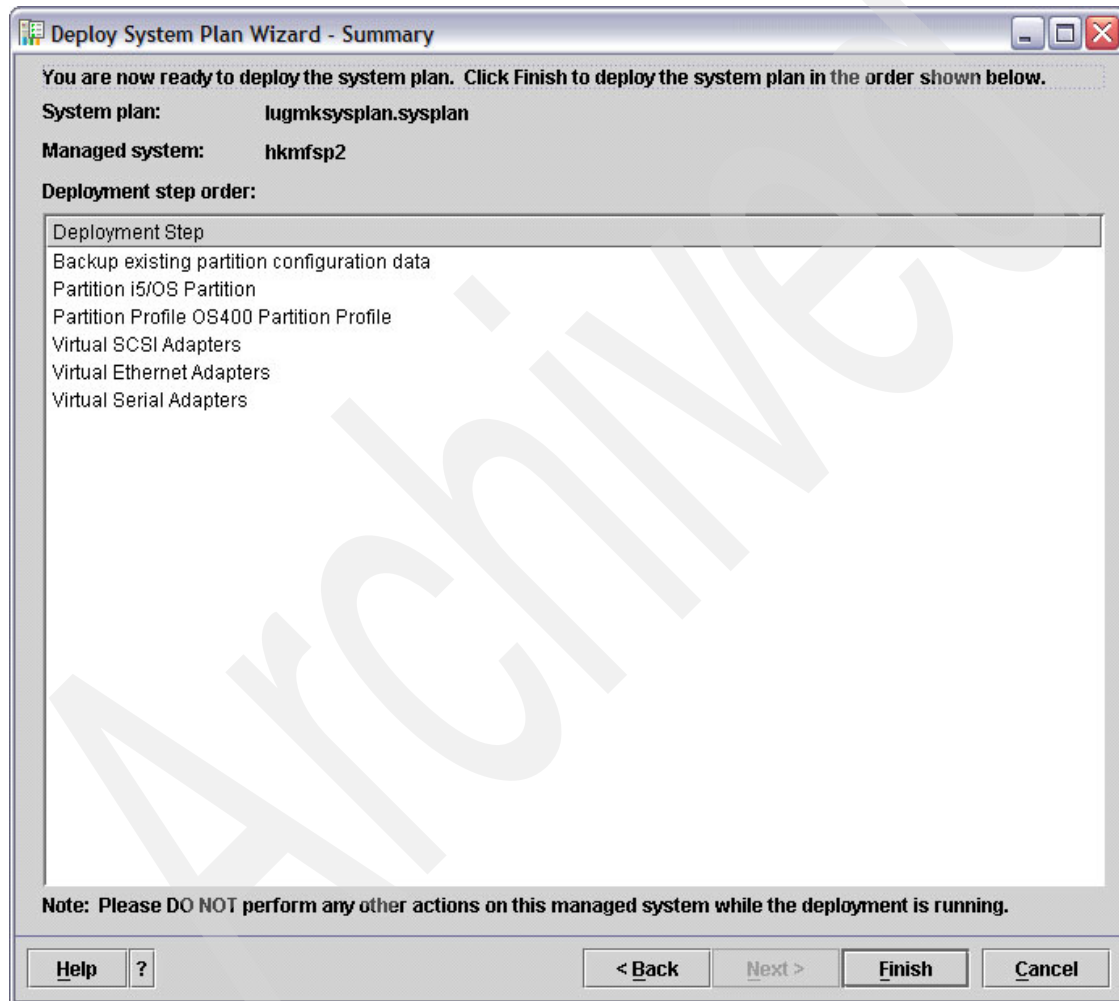 Deploy System Plan Wizard - Summary
You are now ready to deploy the system plan. Click Finish to deploy the system plan in the order shown below.
System plan: lugmksysplan.sysplan
Managed system: hkmfsp2
Deployment step order:
Deployment Step
Backup existing partition configuration data
Partition i5/OS Partition
Partition Profile OS400 Partition Profile
Virtual SCSI Adapters
Virtual Ethernet Adapters
Virtual Serial Adapters
Note: Please DO NOT perform any other actions on this managed system while the deployment is running.
Help ? < Back Next > Finish Cancel
Archived